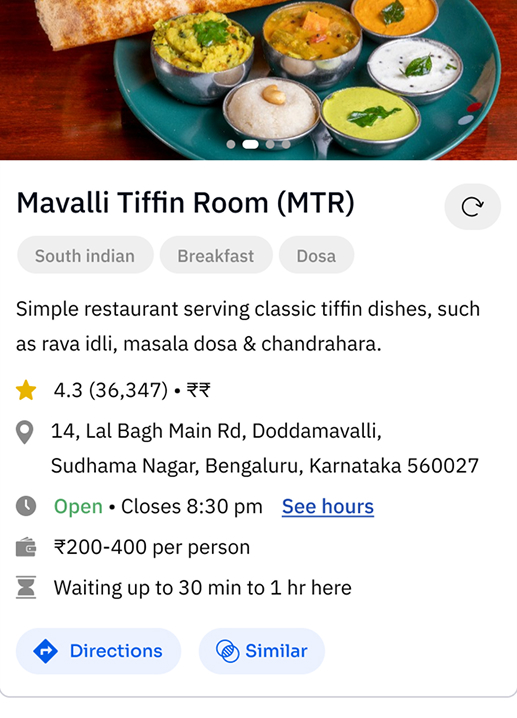 Mavalli Tiffin Room (MTR)
South indian Breakfast Dosa
Simple restaurant serving classic tiffin dishes, such
as rava idli, masala dosa & chandrahara.
4.3 (36,347) • ₹₹
14, Lal Bagh Main Rd, Doddamavalli,
Sudhama Nagar, Bengaluru, Karnataka 560027
Open • Closes 8:30 pm See hours
₹200-400 per person
Waiting up to 30 min to 1 hr here
Directions Similar